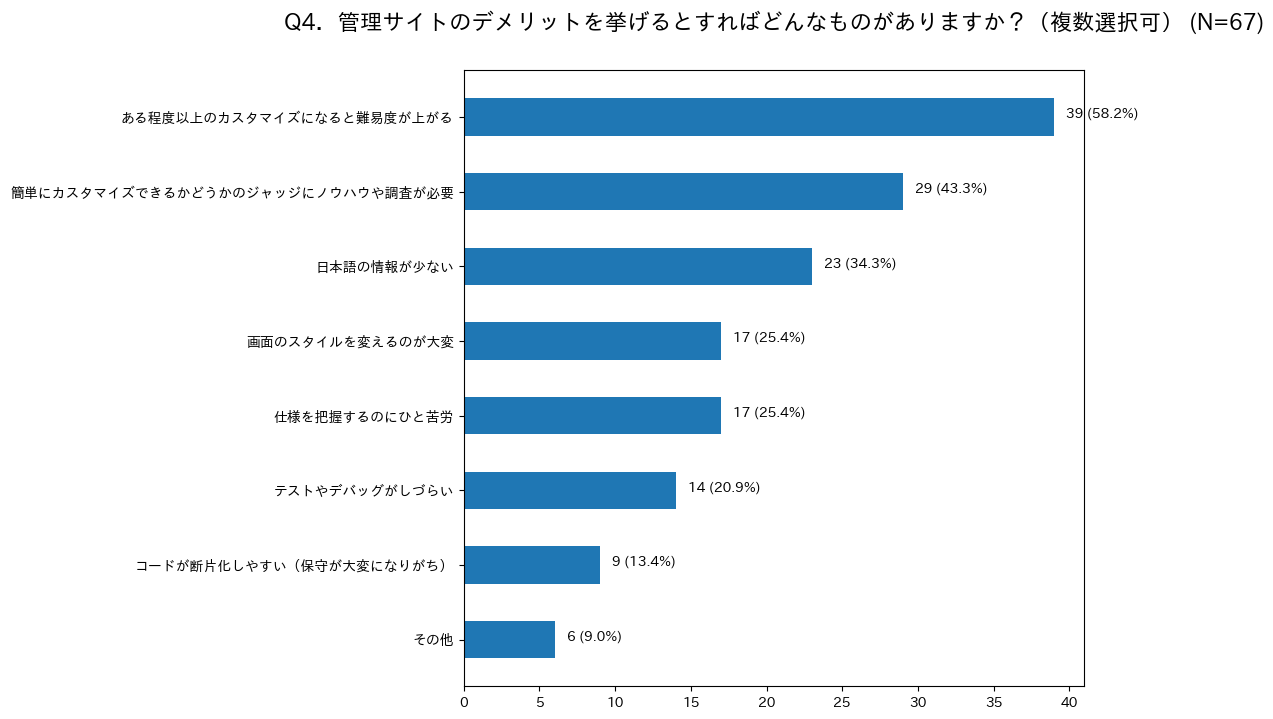 Q4. 管理サイトのデメリットを挙げるとすればどんなものがありますか？（複数選択可） (N=67)
ある程度以上のカスタマイズになると難易度が上がる 39 (58.2%)
簡単にカスタマイズできるかどうかのジャッジにノウハウや調査が必要 29 (43.3%)
日本語の情報が少ない 23 (34.3%)
画面のスタイルを変えるのが大変 17 (25.4%)
仕様を把握するのにひと苦労 17 (25.4%)
テストやデバッグがしづらい 14 (20.9%)
コードが断片化しやすい（保守が大変になりがち） 9 (13.4%)
その他 6 (9.0%)
0 5 10 15 20 25 30 35 40